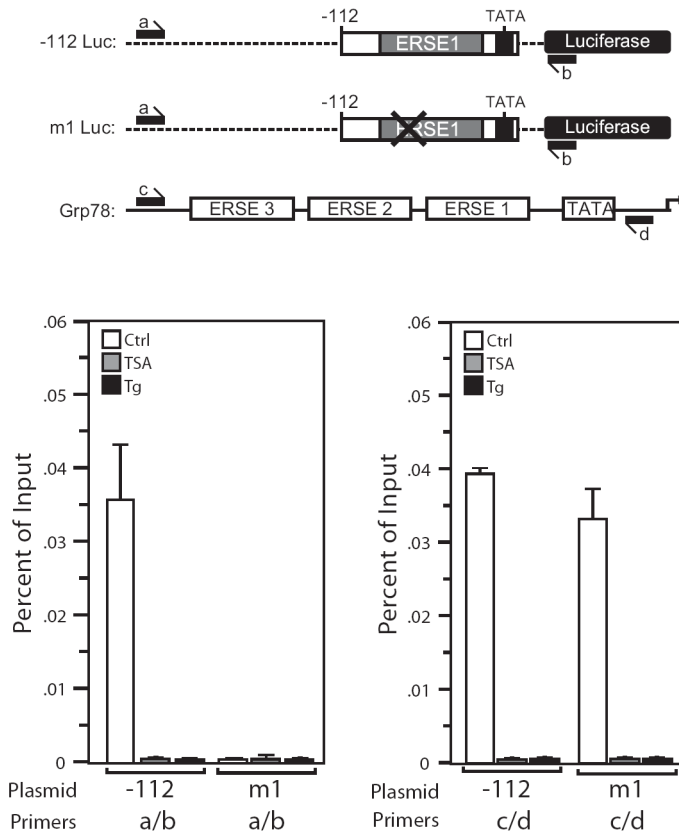 a
-112
TATA
-112 Luc:
ERSE1
Luciferase
b
a
-112
TATA
m1 Luc:
ERSE1
Luciferase
b
c
Grp78:
ERSE 3
ERSE 2
ERSE 1
TATA
d
.06
.05
.04
.03
.02
.01
0
Percent of Input
Ctrl
TSA
Tg
Plasmid
-112
m1
Primers
a/b
a/b
.06
.05
.04
.03
.02
.01
0
Percent of Input
Ctrl
TSA
Tg
Plasmid
-112
m1
Primers
c/d
c/d